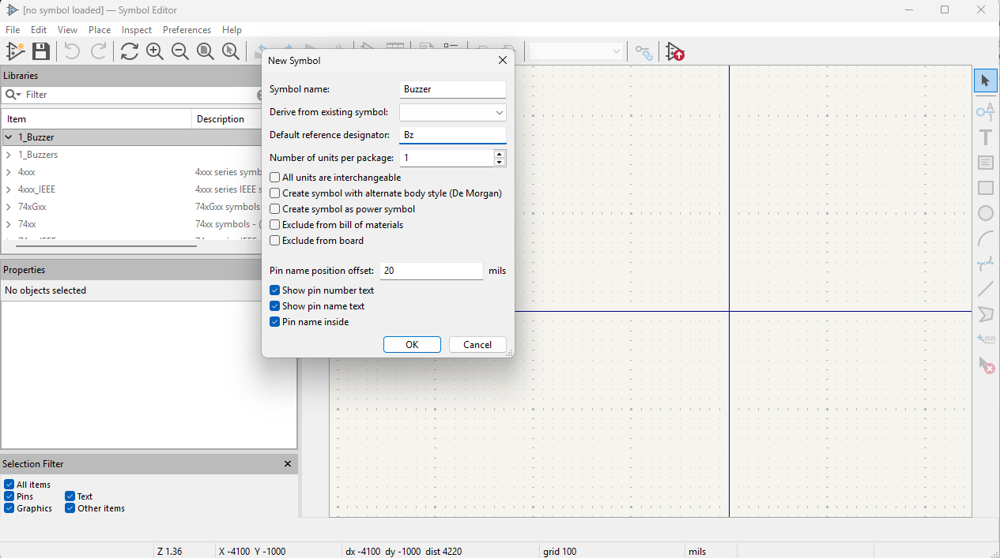 [no symbol loaded] — Symbol Editor
File Edit View Place Inspect Preferences Help
Libraries
Filter
Item Description
1_Buzzer
1_Buzzers
4xxx 4xxx series symb
4xxx_IEEE 4xxx series IEEE s
74xGxx 74xGxx symbols
74xx 74xx symbols - (
Properties
No objects selected
Selection Filter
All items
Pins Text
Graphics Other items
New Symbol
Symbol name: Buzzer
Derive from existing symbol:
Default reference designator: Bz
Number of units per package: 1
All units are interchangeable
Create symbol with alternate body style (De Morgan)
Create symbol as power symbol
Exclude from bill of materials
Exclude from board
Pin name position offset: 20 mils
Show pin number text
Show pin name text
Pin name inside
OK Cancel
A
1
T
(0,0)
Z 1.36 X -4100 Y -1000 dx -4100 dy -1000 dist 4220 grid 100 mils